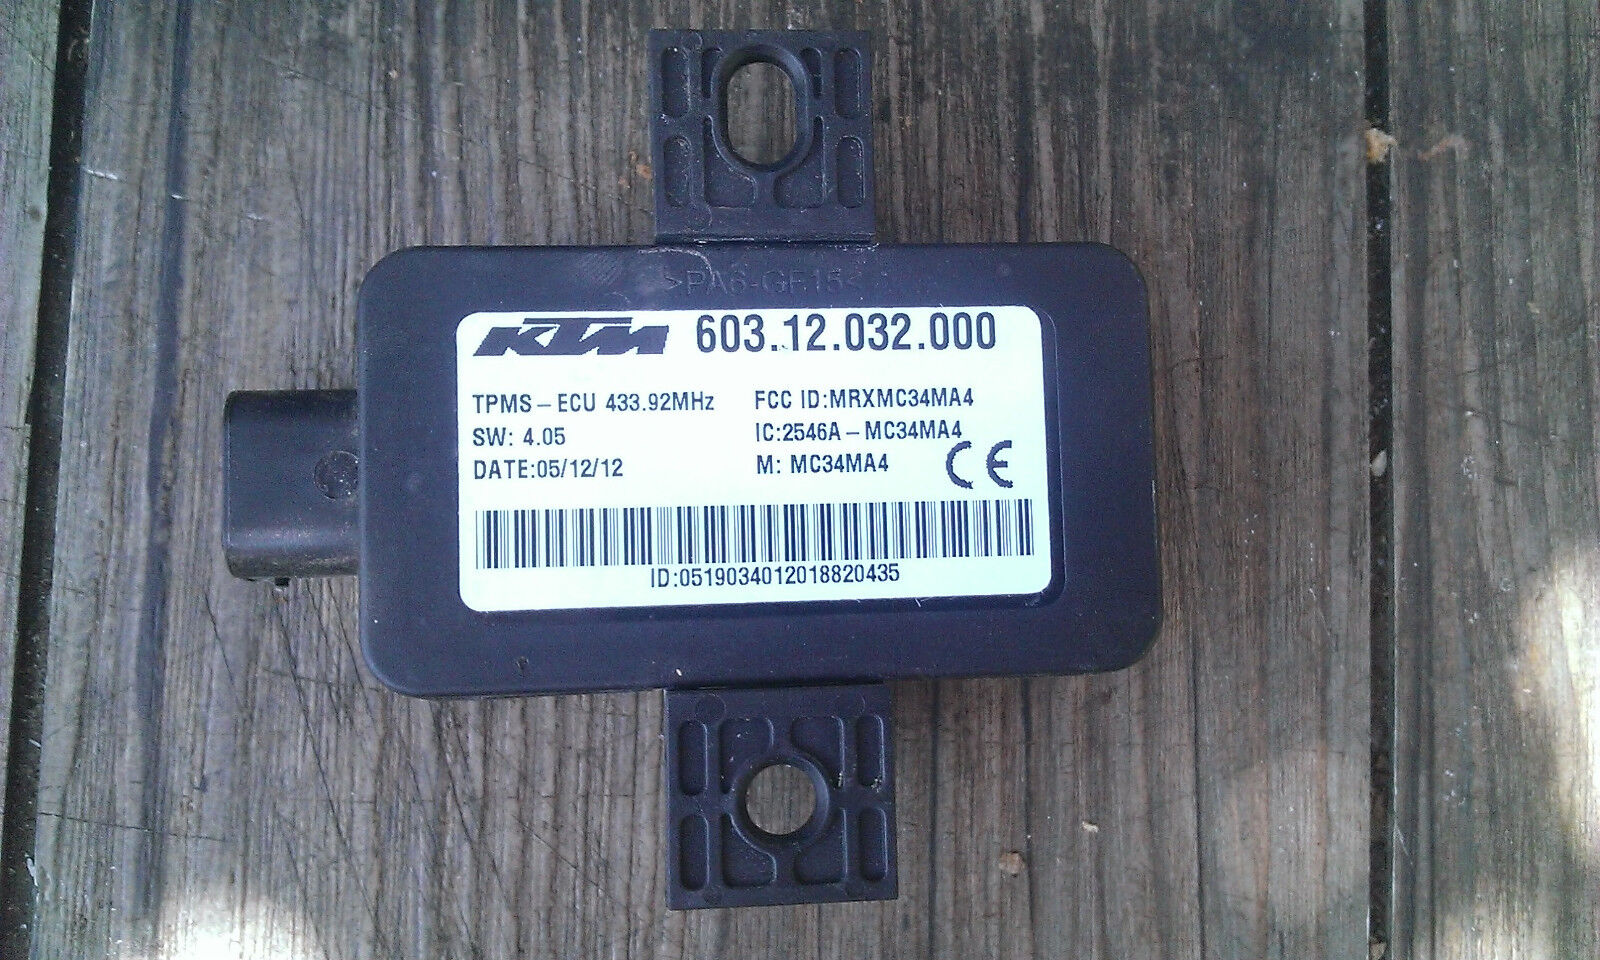 >PA6-GF15<
KTM 603.12.032.000
TPMS – ECU 433.92MHz FCC ID:MRXMC34MA4
SW: 4.05 IC:2546A – MC34MA4
DATE:05/12/12 M: MC34MA4 CE
ID:0519034012018820435